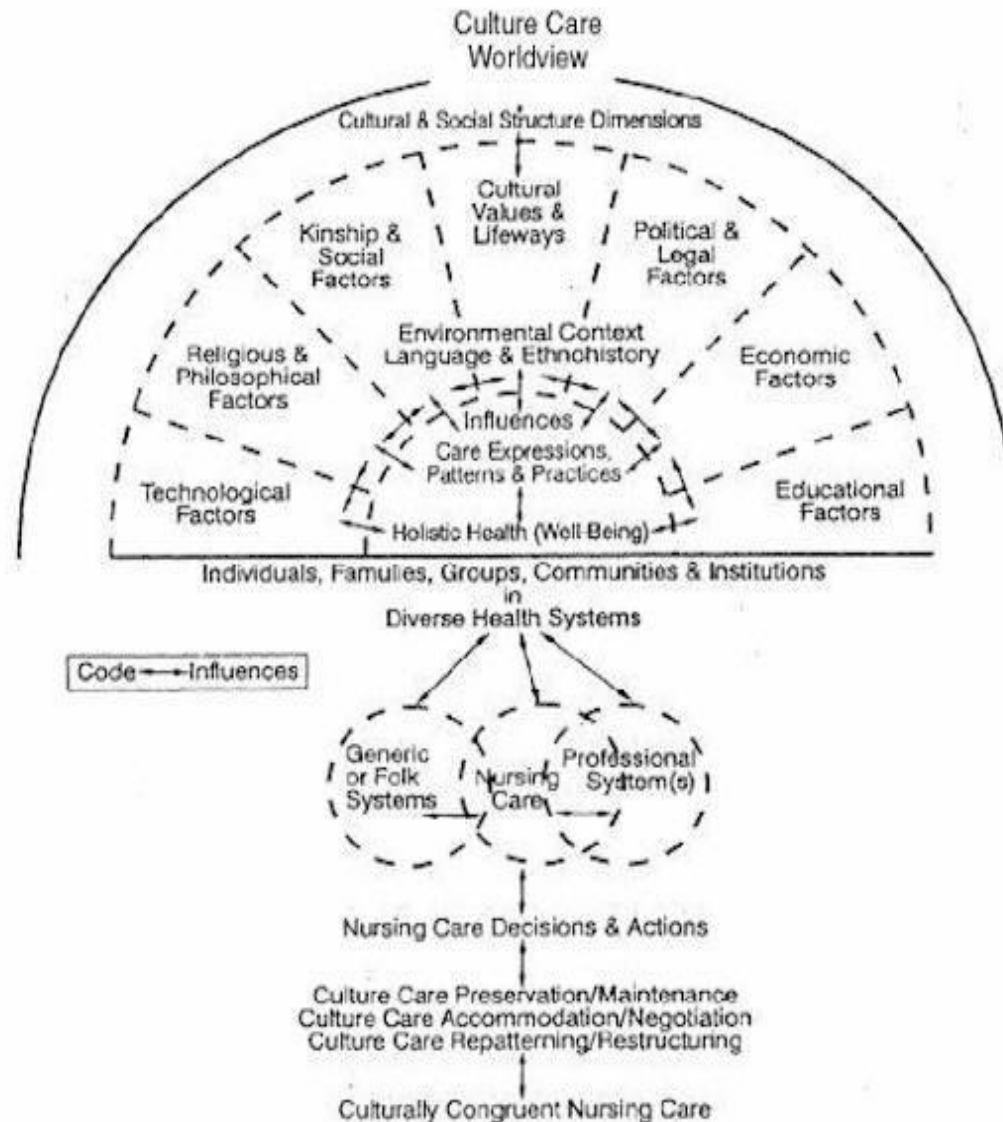 Culture Care
Worldview
Cultural & Social Structure Dimensions
Cultural
Values &
Lifeways
Kinship &
Social
Factors
Political &
Legal
Factors
Religious &
Philosophical
Factors
Environmental Context
Language & Ethnohistory
Economic
Factors
Influences
Care Expressions,
Patterns & Practices
Technological
Factors
Educational
Factors
Holistic Health (Well-Being)
Individuals, Famulies, Groups, Communities & Institutions
in
Diverse Health Systems
Code Influences
Generic
or Folk
Systems
Nursing
Care
Professional
System(s)
Nursing Care Decisions & Actions
Culture Care Preservation/Maintenance
Culture Care Accommodation/Negotiation
Culture Care Repatterning/Restructuring
Culturally Congruent Nursing Care